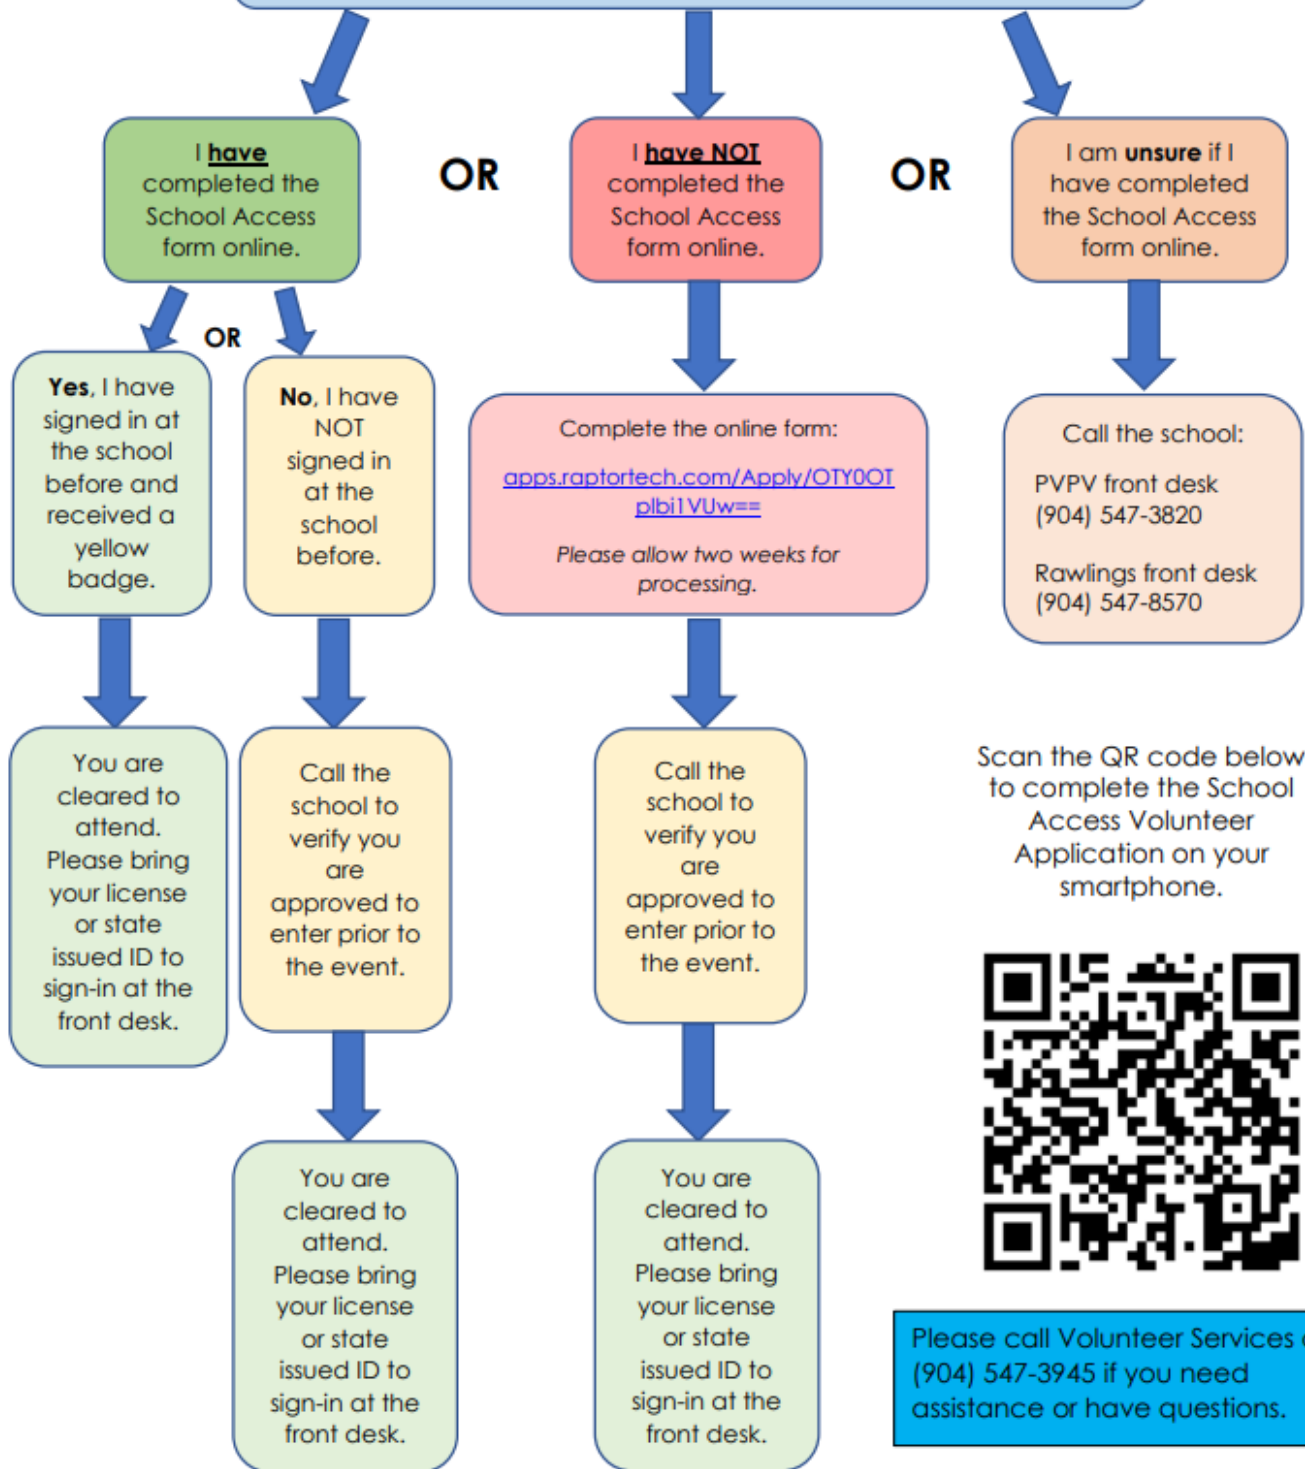 I have
completed the
School Access
form online.
OR
I have NOT
completed the
School Access
form online.
OR
I am unsure if I
have completed
the School Access
form online.
OR
Yes, I have
signed in at
the school
before and
received a
yellow
badge.
No, I have
NOT
signed in
at the
school
before.
Complete the online form:
apps.raptortech.com/Apply/OTY0OT
plbi1VUw==
Please allow two weeks for
processing.
Call the school:
PVPV front desk
(904) 547-3820
Rawlings front desk
(904) 547-8570
You are
cleared to
attend.
Please bring
your license
or state
issued ID to
sign-in at the
front desk.
Call the
school to
verify you
are
approved to
enter prior to
the event.
Call the
school to
verify you
are
approved to
enter prior to
the event.
Scan the QR code below
to complete the School
Access Volunteer
Application on your
smartphone.
You are
cleared to
attend.
Please bring
your license
or state
issued ID to
sign-in at the
front desk.
You are
cleared to
attend.
Please bring
your license
or state
issued ID to
sign-in at the
front desk.
Please call Volunteer Services
(904) 547-3945 if you need
assistance or have questions.